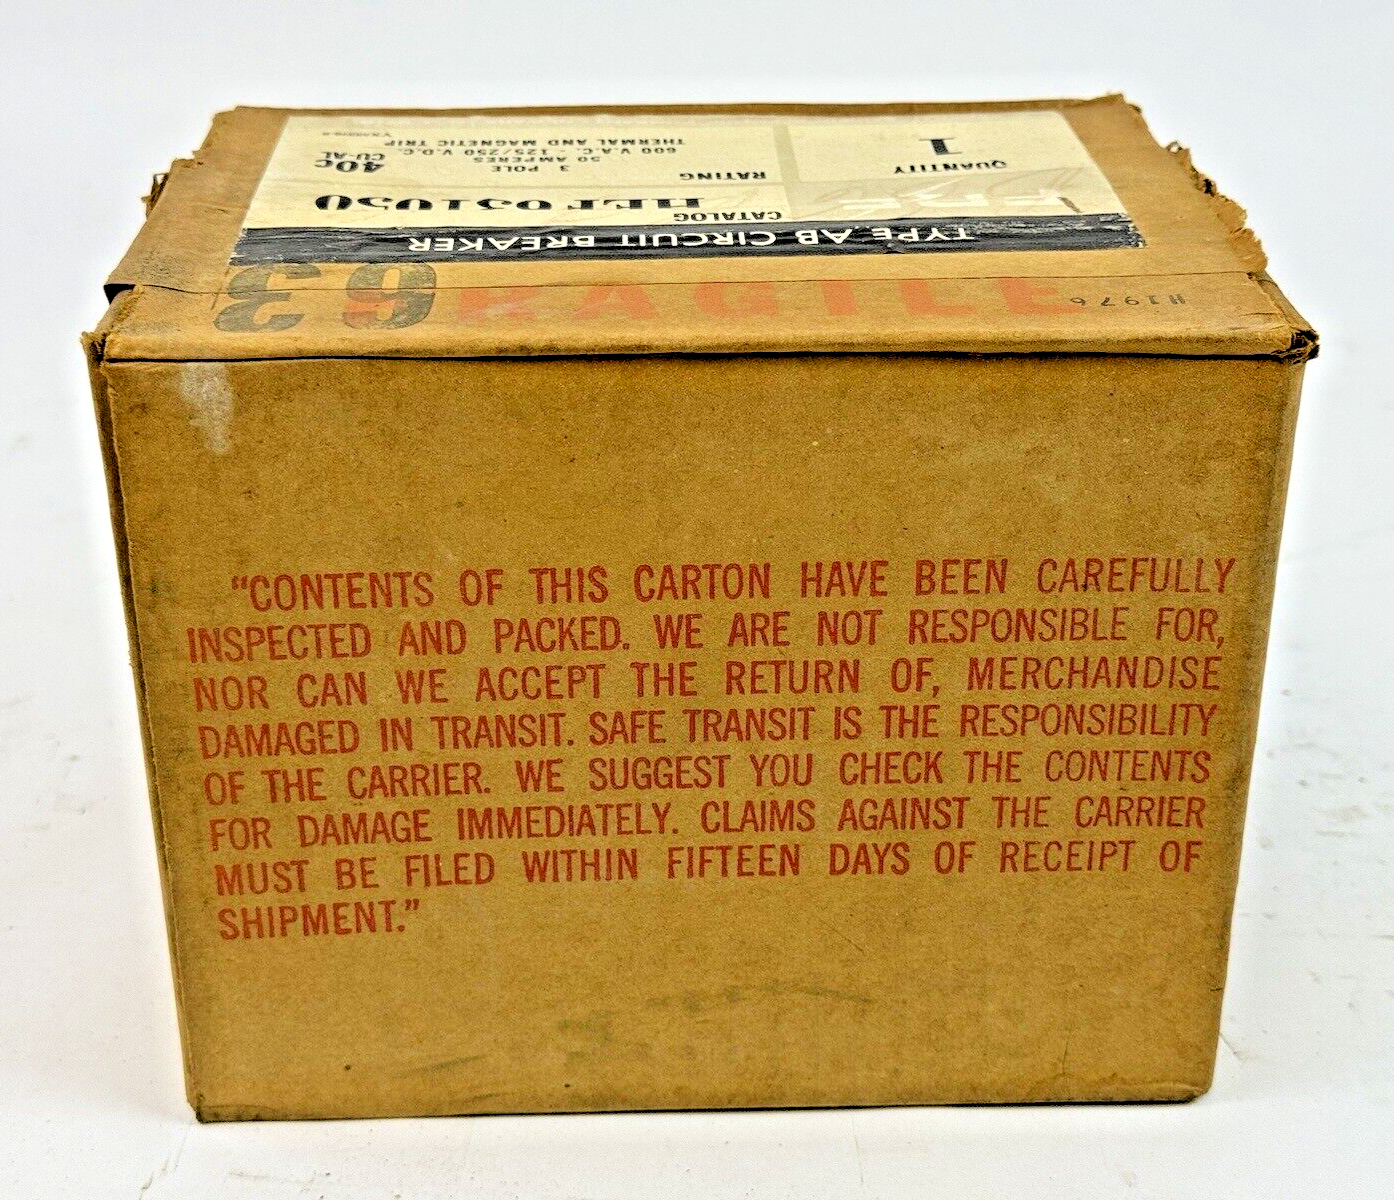 TYPE AB CIRCUIT BREAKER
CATALOG
RATING
3 POLE
50 AMPERES
600 V.A.C. - 125/250 V.D.C.
THERMAL AND MAGNETIC TRIP
40°C
CU-AL
QUANTITY
1
FRAGILE
63
H1976
"CONTENTS OF THIS CARTON HAVE BEEN CAREFULLY
INSPECTED AND PACKED. WE ARE NOT RESPONSIBLE FOR,
NOR CAN WE ACCEPT THE RETURN OF, MERCHANDISE
DAMAGED IN TRANSIT. SAFE TRANSIT IS THE RESPONSIBILITY
OF THE CARRIER. WE SUGGEST YOU CHECK THE CONTENTS
FOR DAMAGE IMMEDIATELY. CLAIMS AGAINST THE CARRIER
MUST BE FILED WITHIN FIFTEEN DAYS OF RECEIPT OF
SHIPMENT."